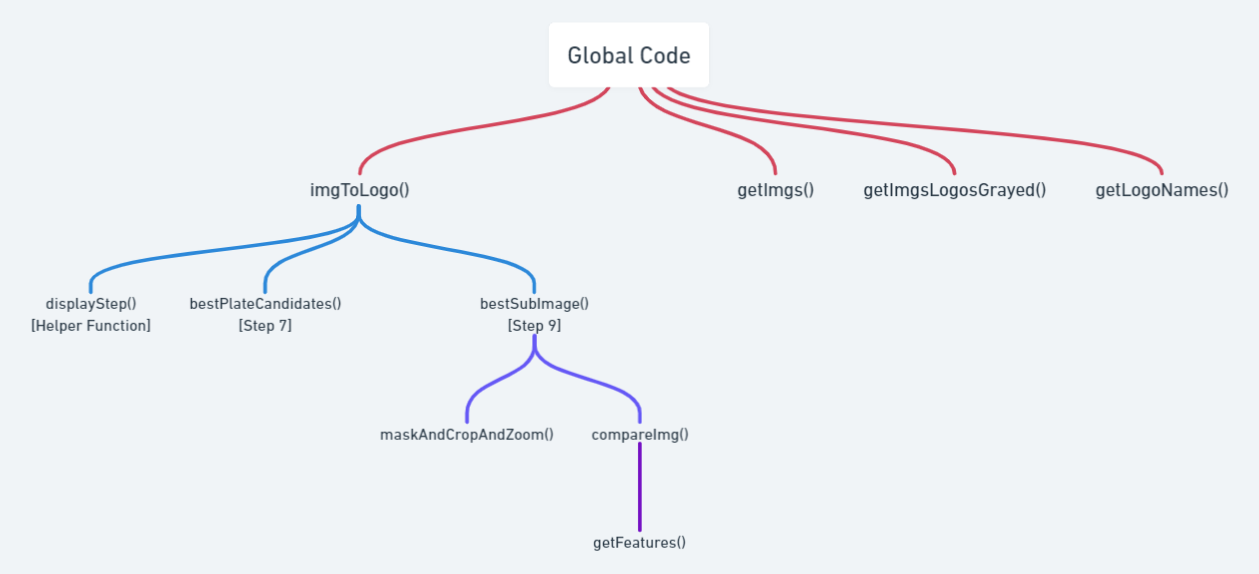 Global Code
imgToLogo()
getImgs()
getImgsLogosGrayed()
getLogoNames()
displayStep()
[Helper Function]
bestPlateCandidates()
[Step 7]
bestSubImage()
[Step 9]
maskAndCropAndZoom()
compareImg()
getFeatures()